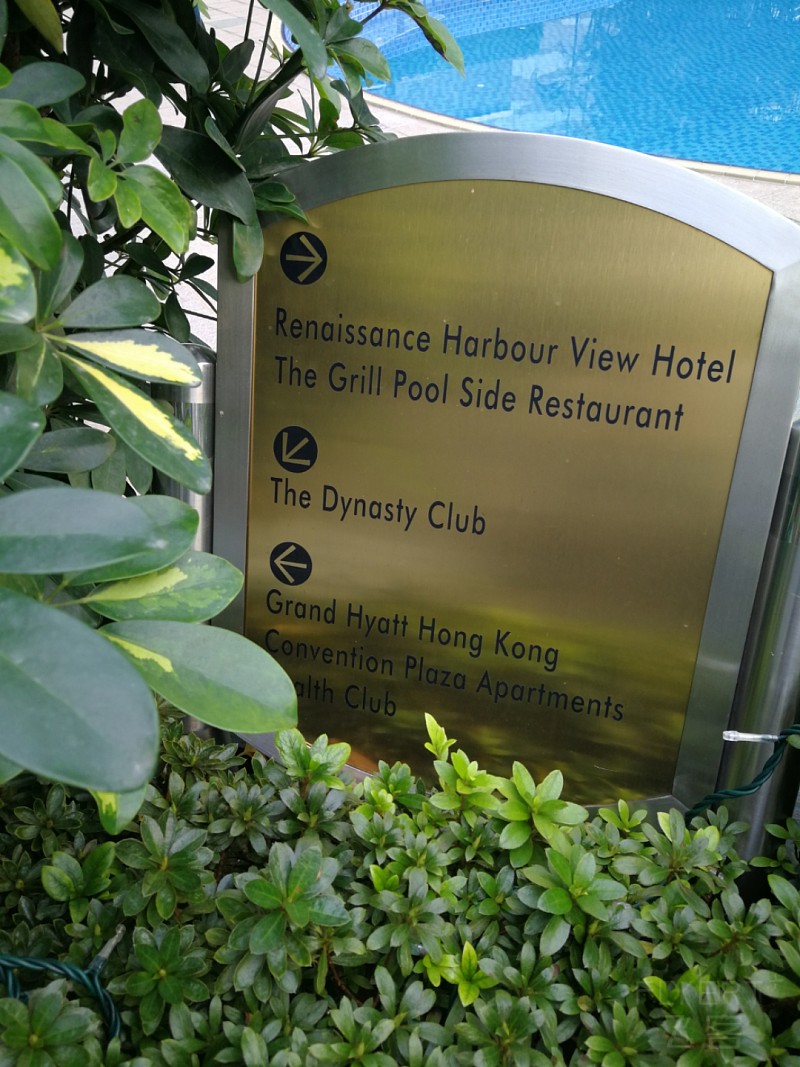 Renaissance Harbour View Hotel
The Grill Pool Side Restaurant
The Dynasty Club
Grand Hyatt Hong Kong
Convention Plaza Apartments
Club